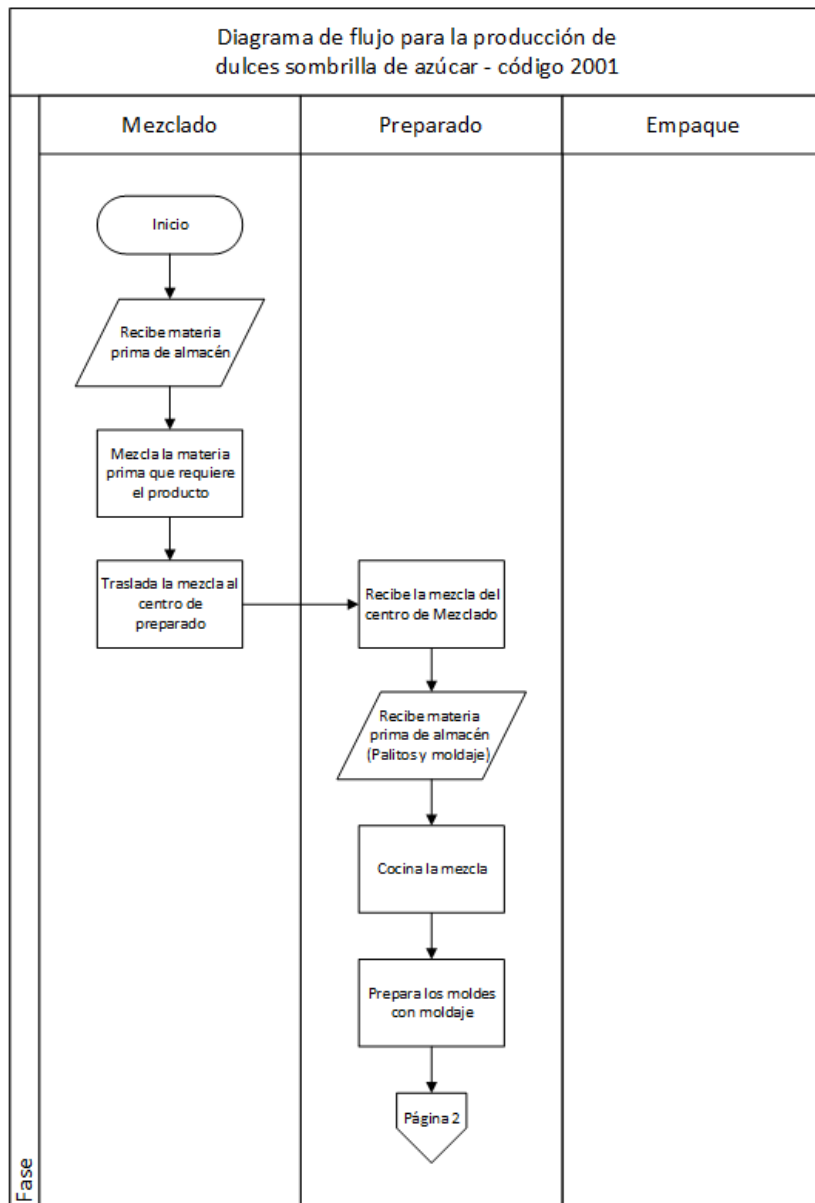 Diagrama de flujo para la producción de
dulces sombrilla de azúcar - código 2001
Mezclado
Preparado
Empaque
Inicio
Recibe materia
prima de almacén
Mezcla la materia
prima que requiere
el producto
Traslada la mezcla al
centro de
preparado
Recibe la mezcla del
centro de Mezclado
Recibe materia
prima de almacén
(Palitos y moldaje)
Cocina la mezcla
Prepara los moldes
con moldaje
Página 2
Fase